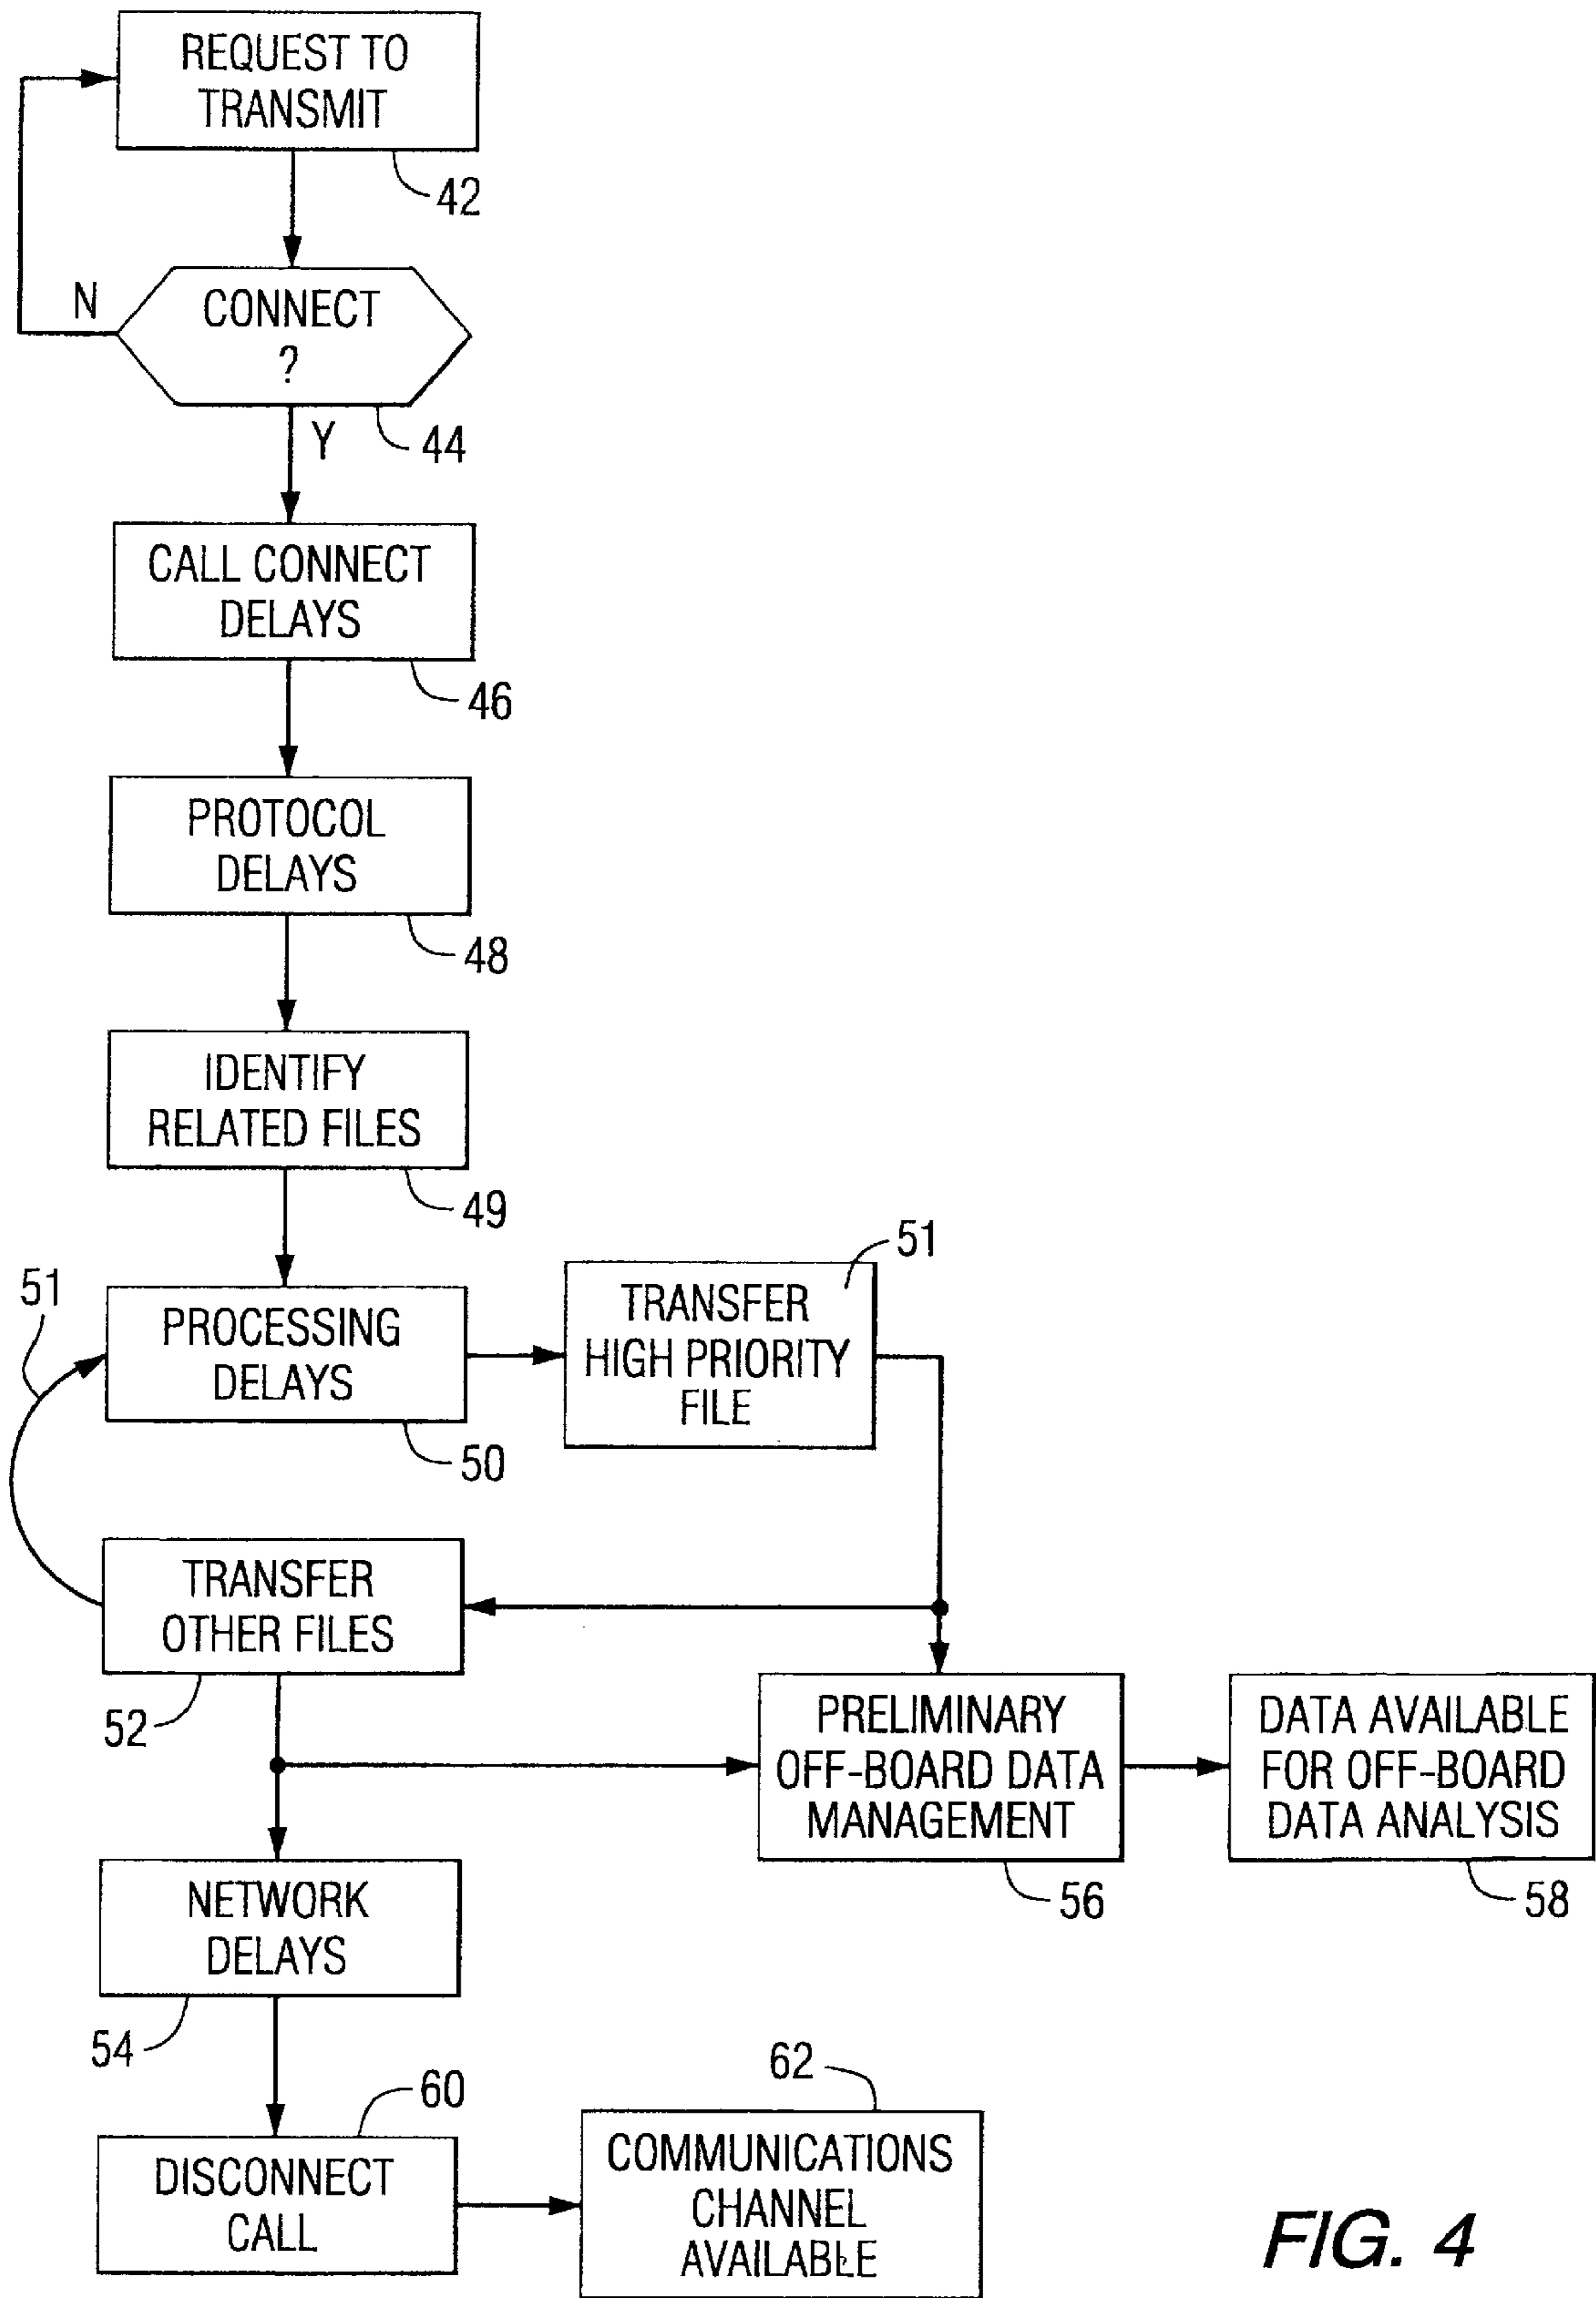 REQUEST TO
TRANSMIT
42
N
CONNECT
?
Y
44
CALL CONNECT
DELAYS
46
PROTOCOL
DELAYS
48
IDENTIFY
RELATED FILES
49
51
PROCESSING
DELAYS
50
51
TRANSFER
HIGH PRIORITY
FILE
TRANSFER
OTHER FILES
52
PRELIMINARY
OFF-BOARD DATA
MANAGEMENT
56
DATA AVAILABLE
FOR OFF-BOARD
DATA ANALYSIS
58
NETWORK
DELAYS
54
60
DISCONNECT
CALL
62
COMMUNICATIONS
CHANNEL
AVAILABLE
FIG. 4